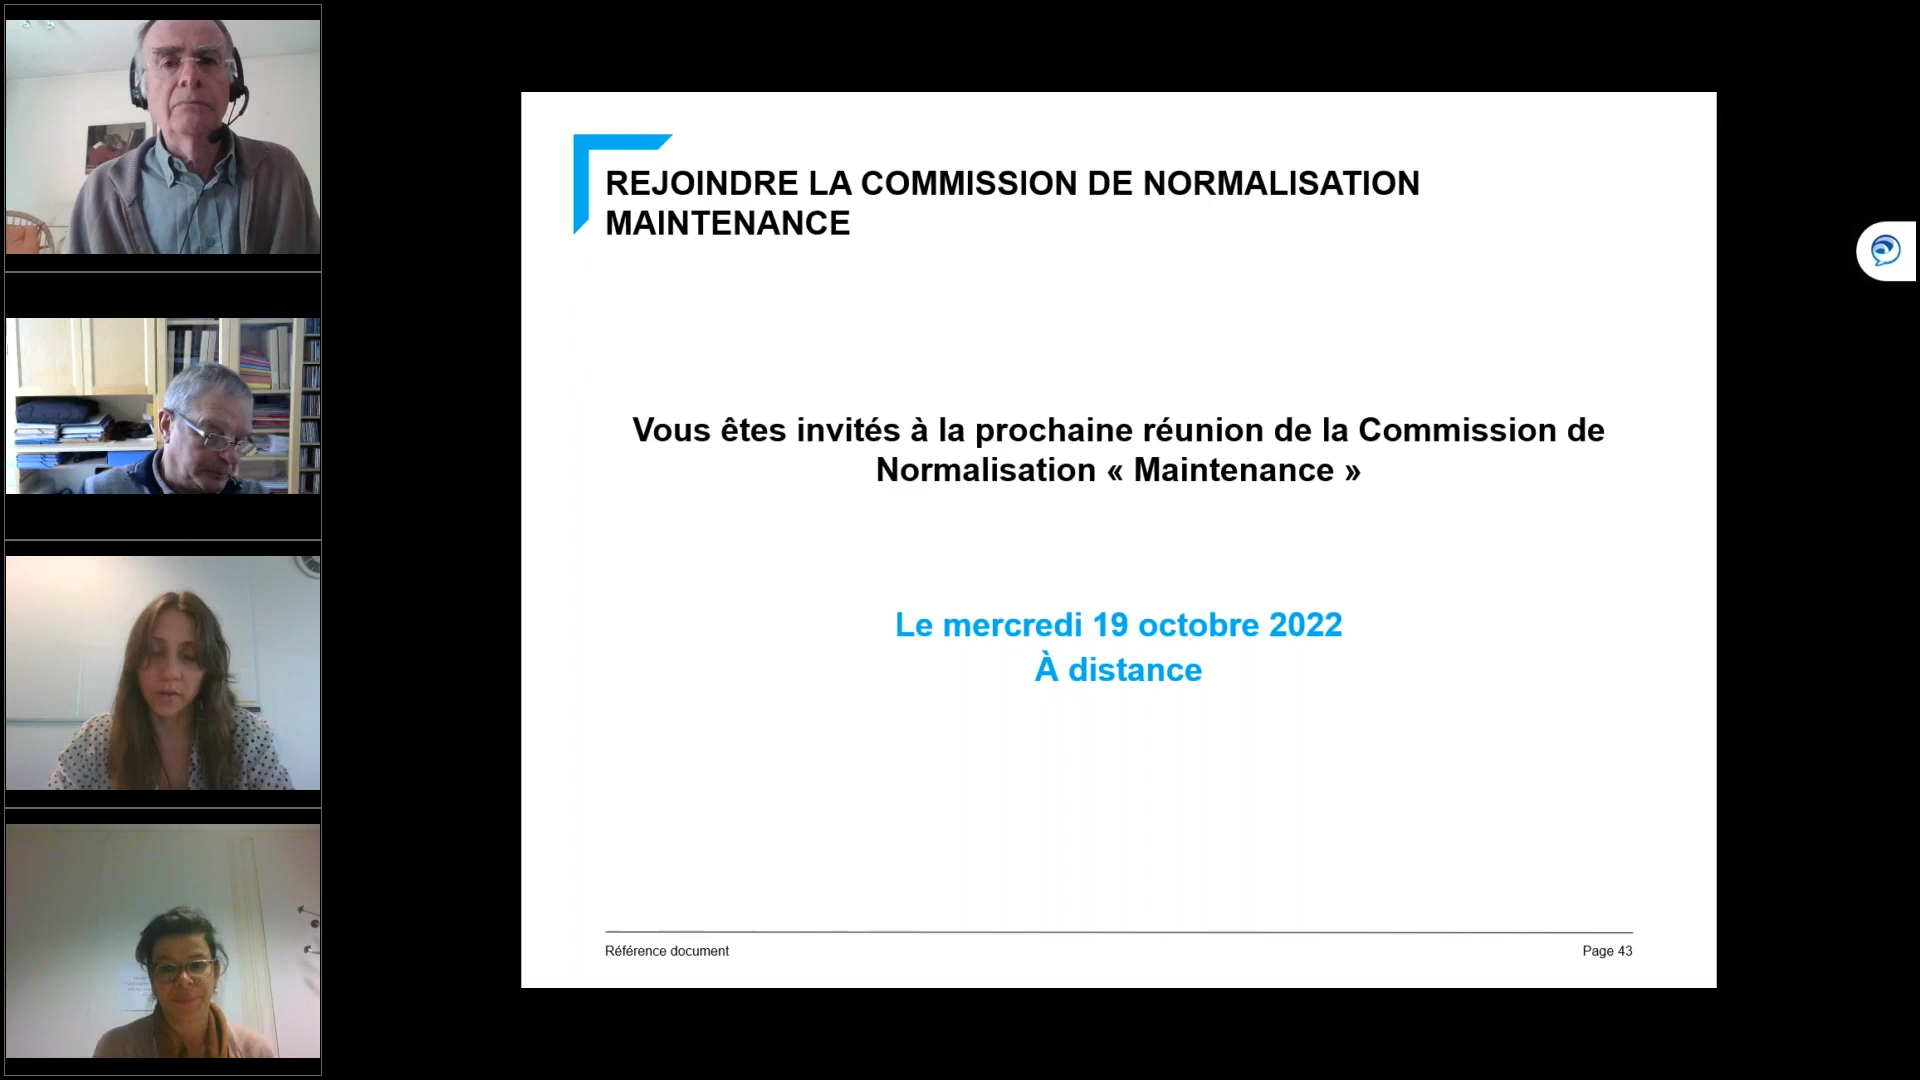 REJOINDRE LA COMMISSION DE NORMALISATION
MAINTENANCE
Vous êtes invités à la prochaine réunion de la Commission de
Normalisation « Maintenance »
Le mercredi 19 octobre 2022
À distance
Référence document
Page 43